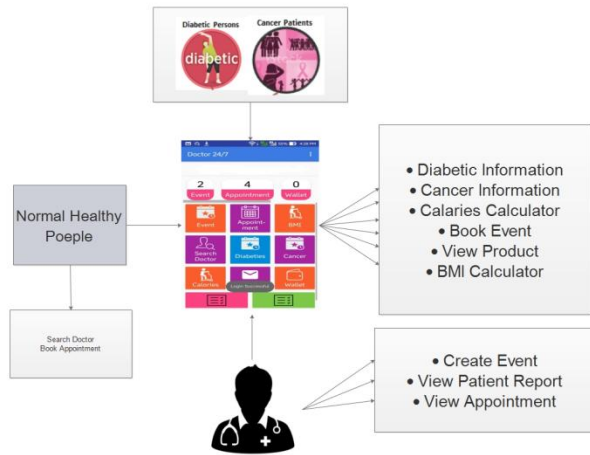 Diabetic Persons
Cancer Patients
diabetic
Doctor 24/7
2 4 0
Event Appointment Wallet
Event Appoint- BMI
ment
Search Diabeties Cancer
Doctor
Calories Wallet
Login Successful
Normal Healthy
Poeple
Search Doctor
Book Appointment
• Diabetic Information
• Cancer Information
• Calaries Calculator
• Book Event
• View Product
• BMI Calculator
• Create Event
• View Patient Report
• View Appointment